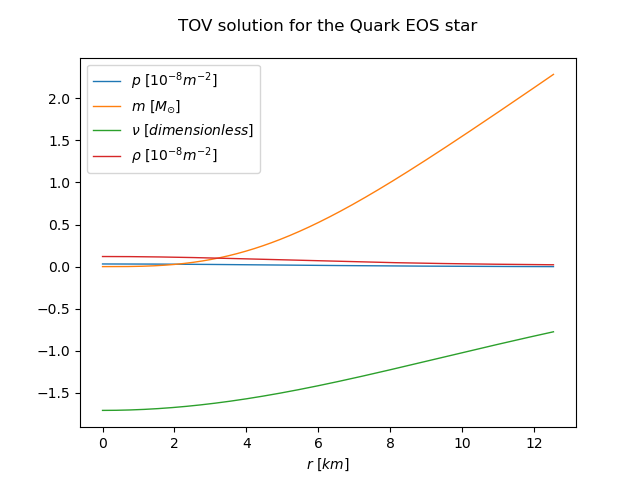 TOV solution for the Quark EOS star
p [10⁻⁸m⁻²]
m [M⊙]
ν [dimensionless]
ρ [10⁻⁸m⁻²]
2.0
1.5
1.0
0.5
0.0
−0.5
−1.0
−1.5
0 2 4 6 8 10 12
r [km]